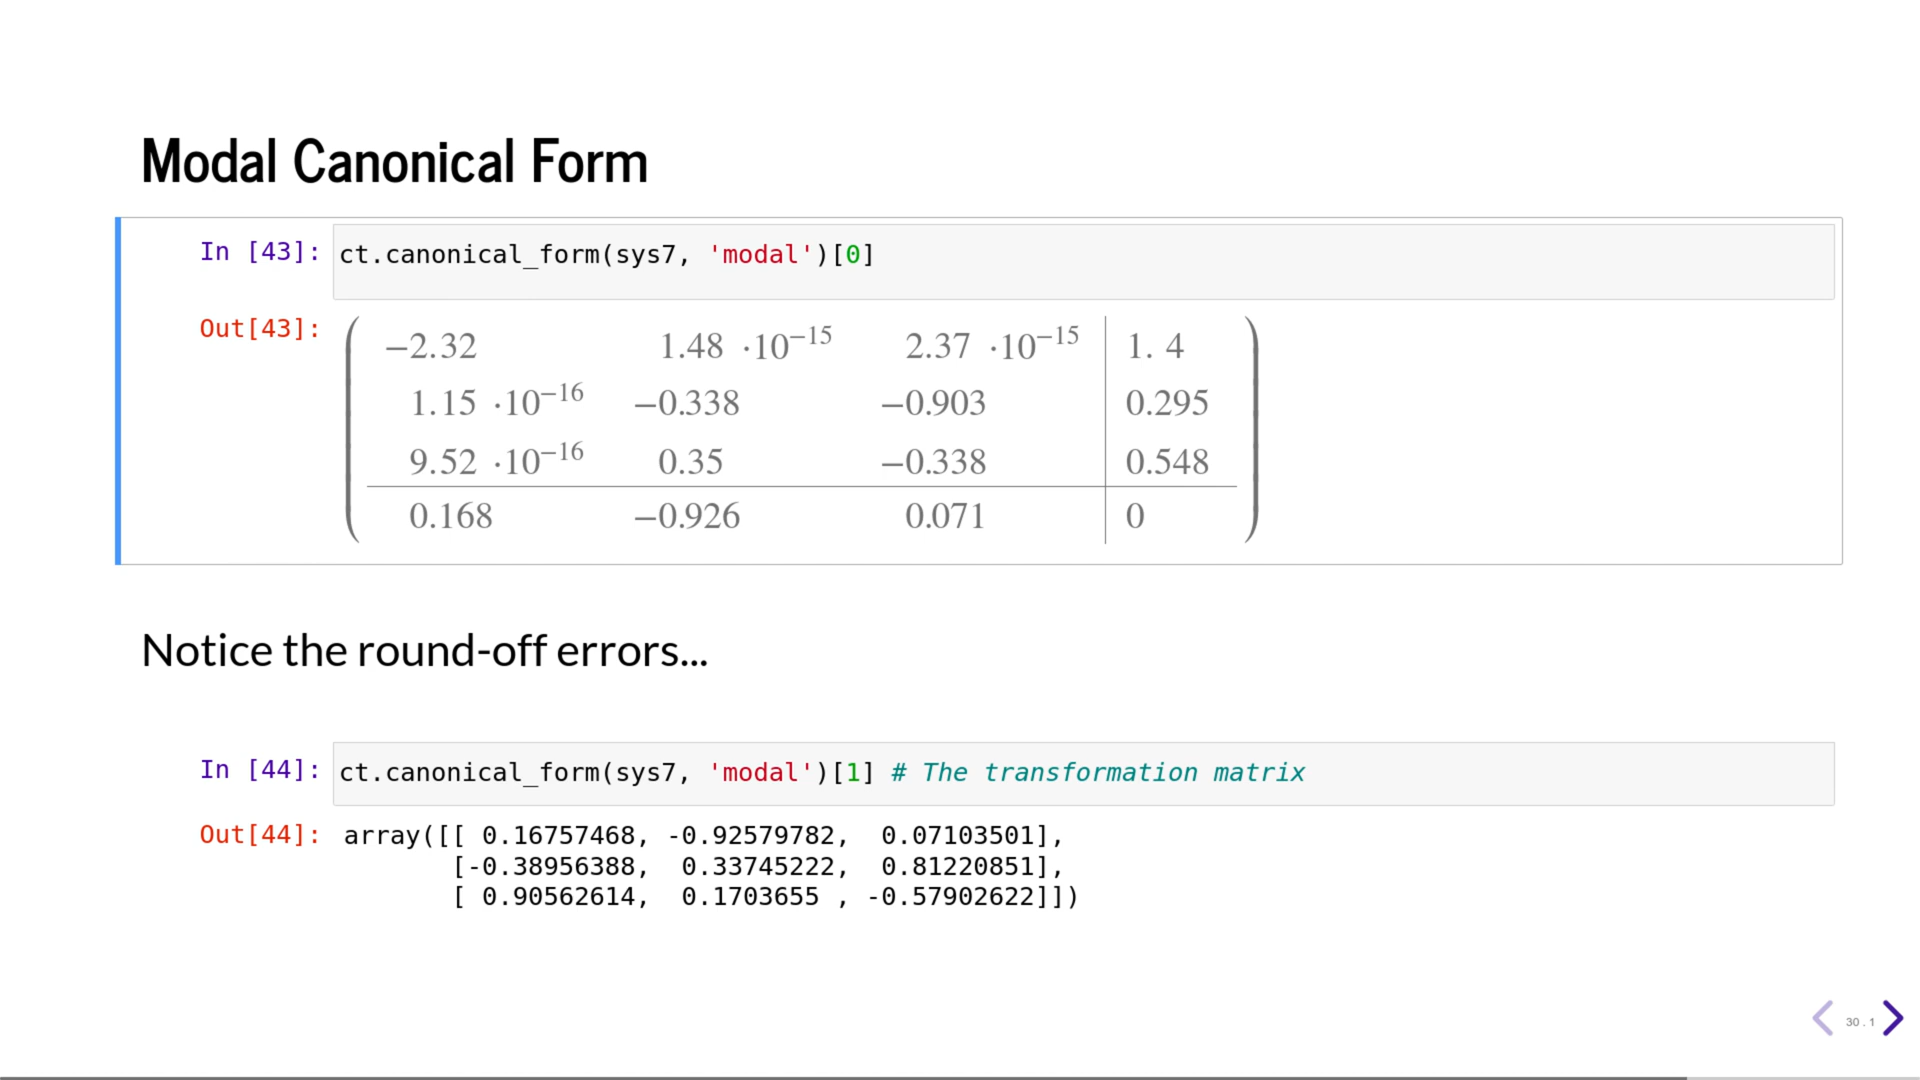 Modal Canonical Form
In [43]: ct.canonical_form(sys7, 'modal')[0]
Out[43]:
−2.32 1.48 ·10⁻¹⁵ 2.37 ·10⁻¹⁵ 1. 4
1.15 ·10⁻¹⁶ −0.338 −0.903 0.295
9.52 ·10⁻¹⁶ 0.35 −0.338 0.548
0.168 −0.926 0.071 0
Notice the round-off errors...
In [44]: ct.canonical_form(sys7, 'modal')[1] # The transformation matrix
Out[44]: array([[ 0.16757468, -0.92579782,  0.07103501],
[-0.38956388,  0.33745222,  0.81220851],
[ 0.90562614,  0.1703655 , -0.57902622]])
30 . 1